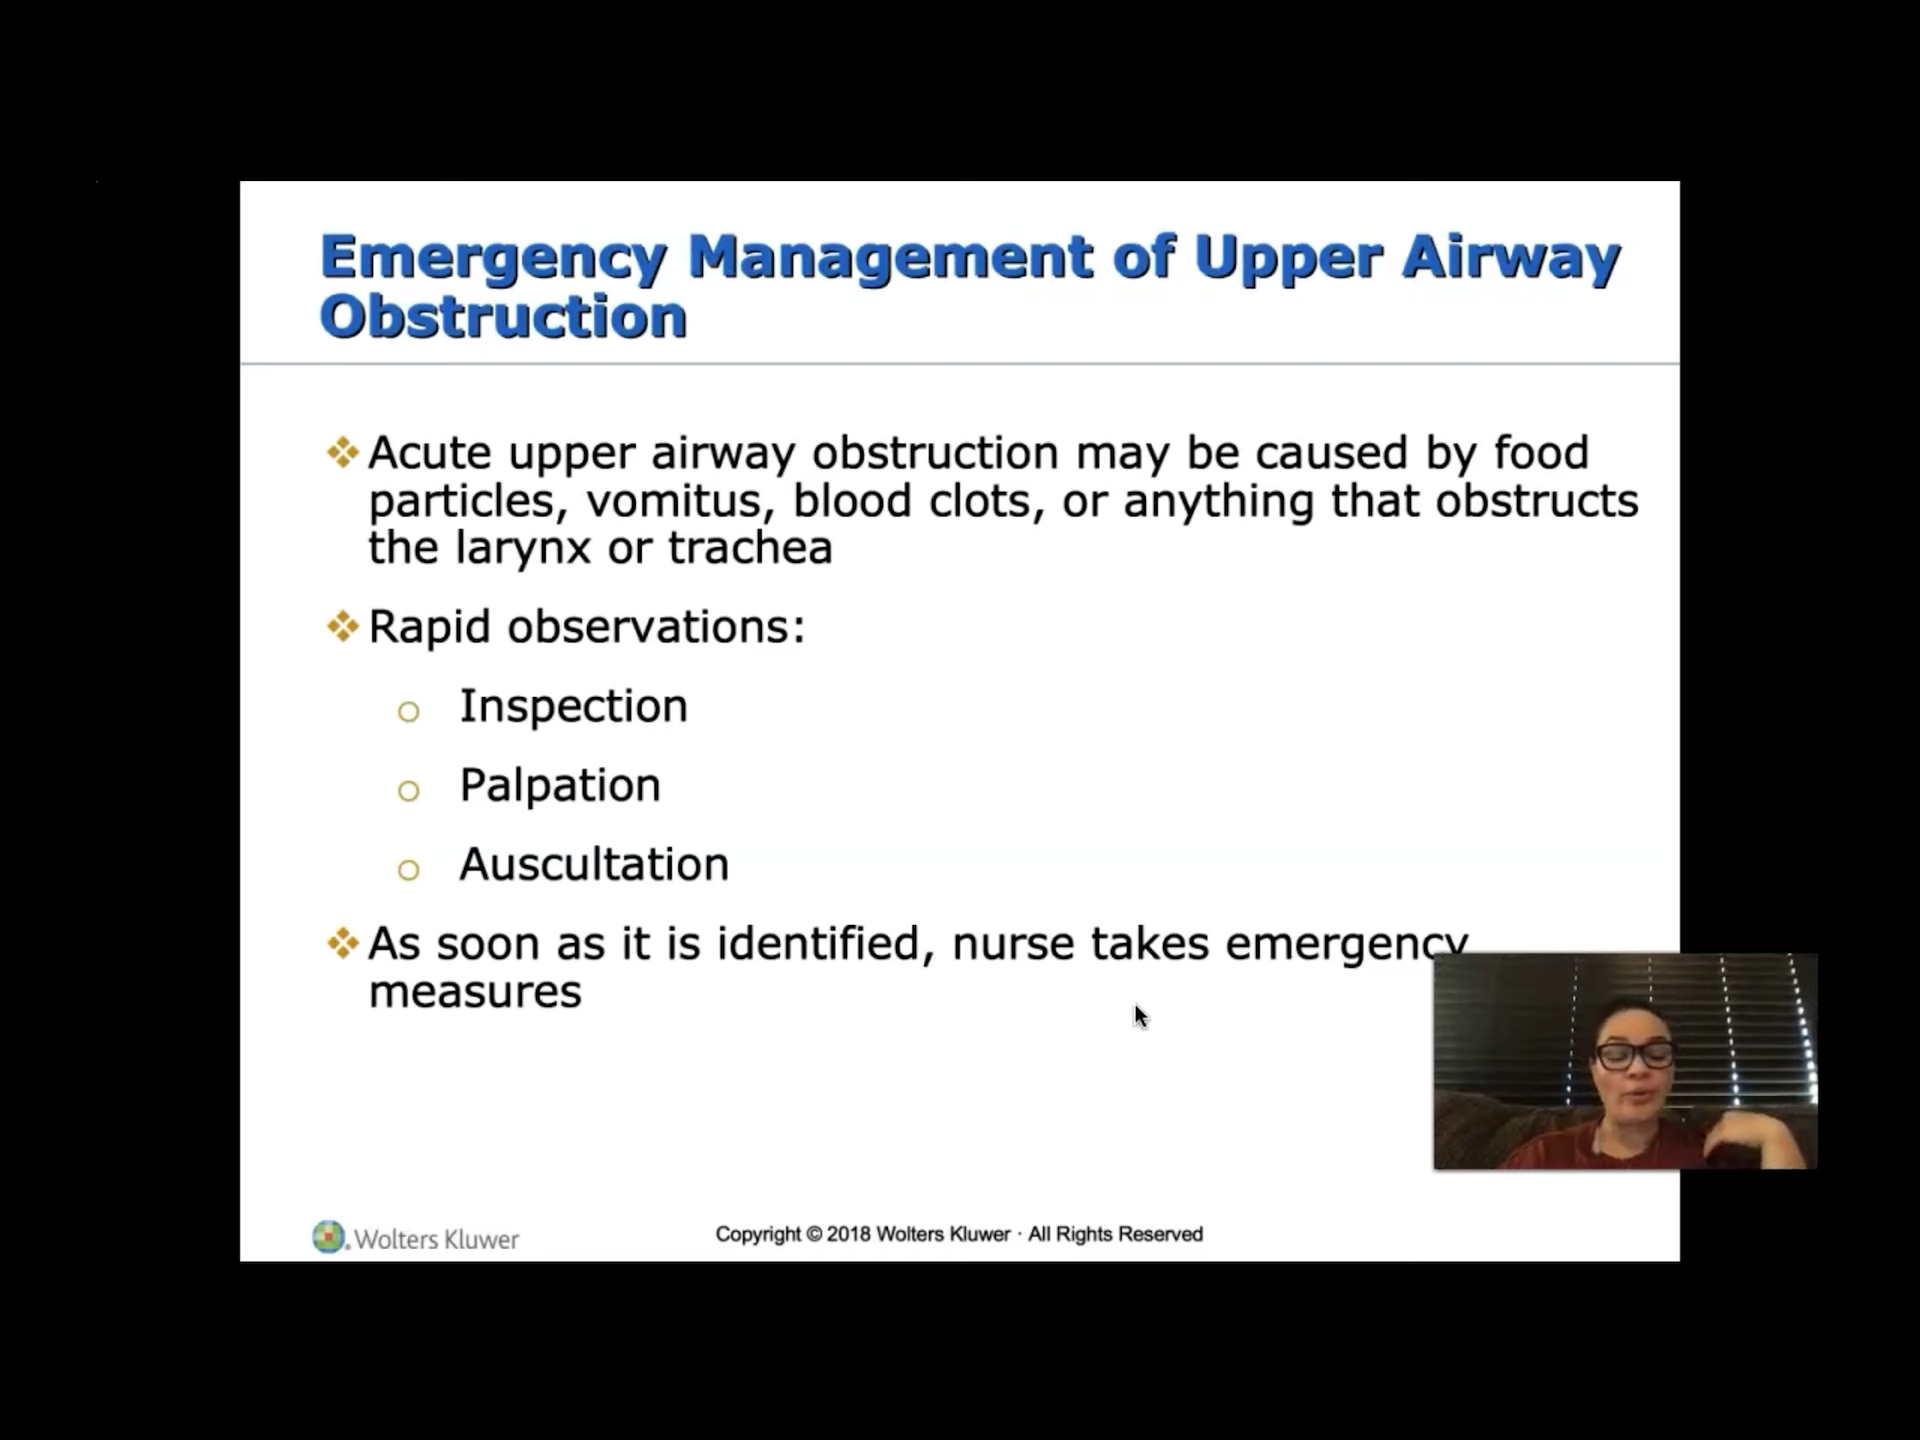 Emergency Management of Upper Airway
Obstruction
Acute upper airway obstruction may be caused by food
particles, vomitus, blood clots, or anything that obstructs
the larynx or trachea
Rapid observations:
Inspection
Palpation
Auscultation
As soon as it is identified, nurse takes emergency
measures
Wolters Kluwer
Copyright © 2018 Wolters Kluwer · All Rights Reserved